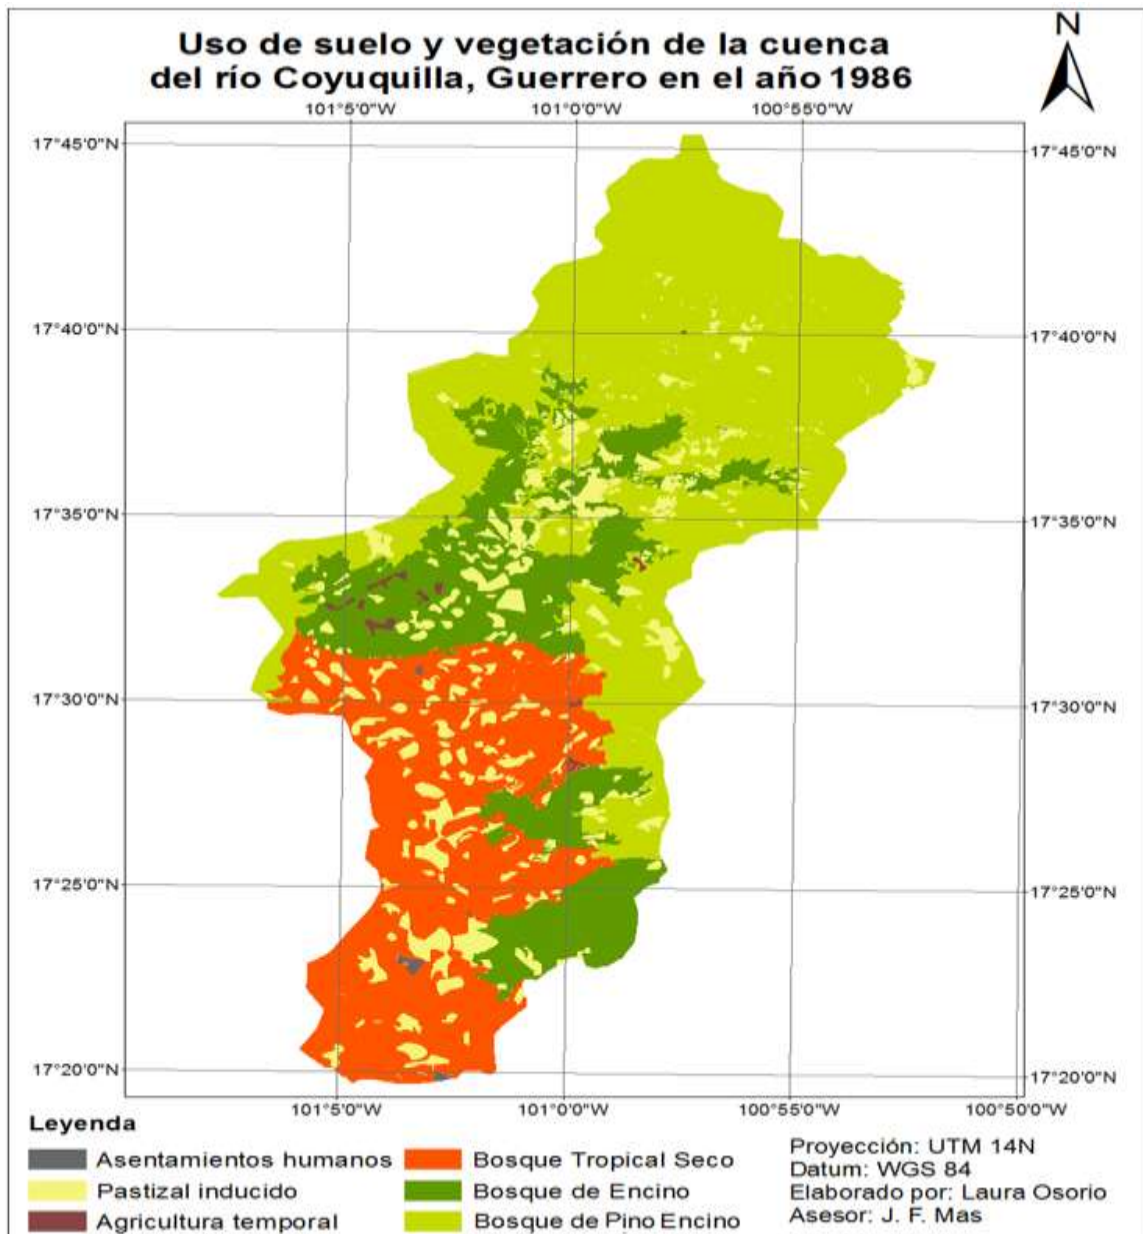 N
Uso de suelo y vegetación de la cuenca
del río Coyuquilla, Guerrero en el año 1986
101°5'0"W 101°0'0"W 100°55'0"W
17°45'0"N 17°45'0"N
17°40'0"N 17°40'0"N
17°35'0"N 17°35'0"N
17°30'0"N 17°30'0"N
17°25'0"N 17°25'0"N
17°20'0"N 17°20'0"N
101°5'0"W 101°0'0"W 100°55'0"W 100°50'0"W
Leyenda
Asentamientos humanos
Pastizal inducido
Agricultura temporal
Bosque Tropical Seco
Bosque de Encino
Bosque de Pino Encino
Proyección: UTM 14N
Datum: WGS 84
Elaborado por: Laura Osorio
Asesor: J. F. Mas